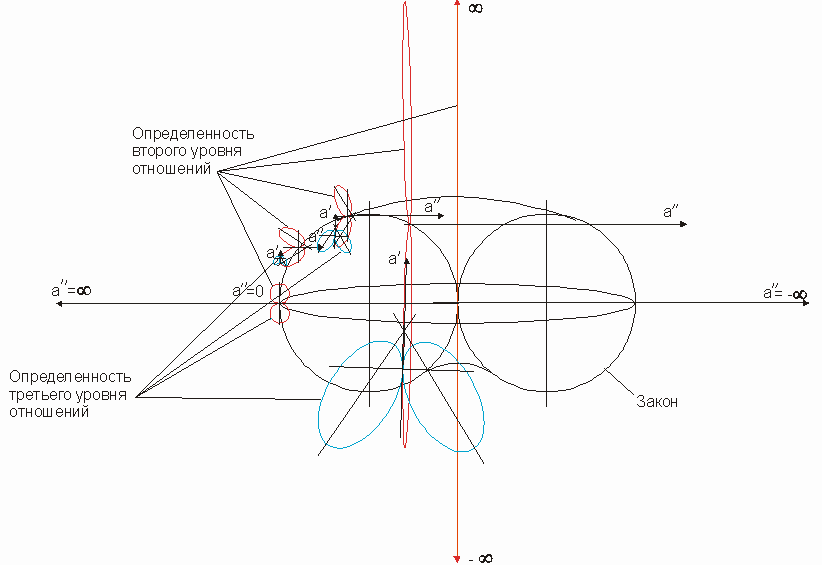 ∞
Определенность
второго уровня
отношений
a′
a″
a″
a′
a″
a′
a″=∞
a″=0
a″= -∞
Определенность
третьего уровня
отношений
Закон
- ∞